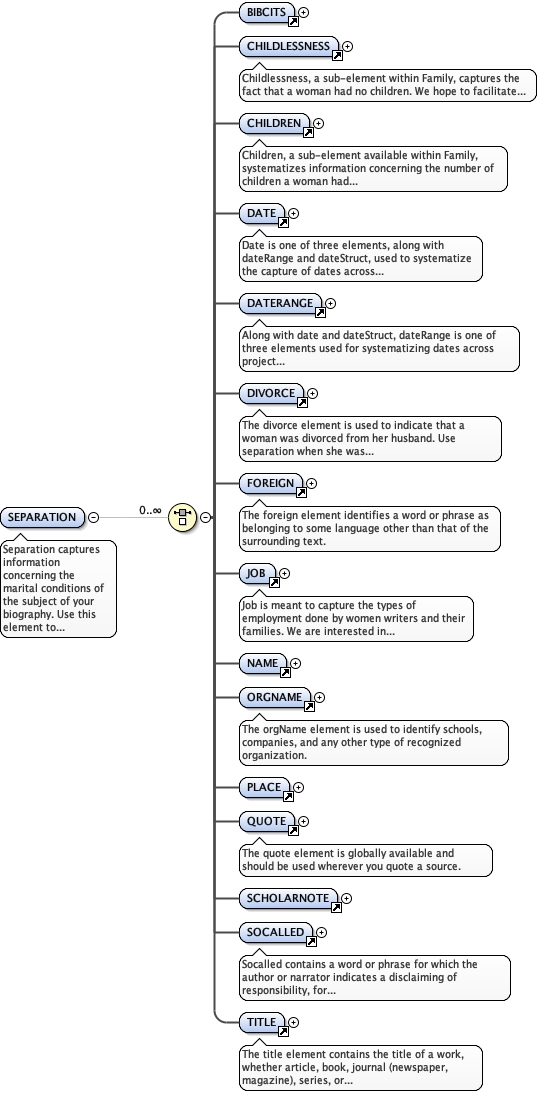 BIBCITS
CHILDLESSNESS
Childlessness, a sub-element within Family, captures the
fact that a woman had no children. We hope to facilitate...
CHILDREN
Children, a sub-element available within Family,
systematizes information concerning the number of
children a woman had...
DATE
Date is one of three elements, along with
dateRange and dateStruct, used to systematize
the capture of dates across...
DATERANGE
Along with date and dateStruct, dateRange is one of
three elements used for systematizing dates across
project...
DIVORCE
The divorce element is used to indicate that a
woman was divorced from her husband. Use
separation when she was...
FOREIGN
The foreign element identifies a word or phrase as
belonging to some language other than that of the
surrounding text.
SEPARATION
0..∞
Separation captures
information
concerning the
marital conditions of
the subject of your
biography. Use this
element to...
JOB
Job is meant to capture the types of
employment done by women writers and their
families. We are interested in...
NAME
ORGNAME
The orgName element is used to identify schools,
companies, and any other type of recognized
organization.
PLACE
QUOTE
The quote element is globally available and
should be used wherever you quote a source.
SCHOLARNOTE
SOCALLED
Socalled contains a word or phrase for which the
author or narrator indicates a disclaiming of
responsibility, for...
TITLE
The title element contains the title of a work,
whether article, book, journal (newspaper,
magazine), series, or...